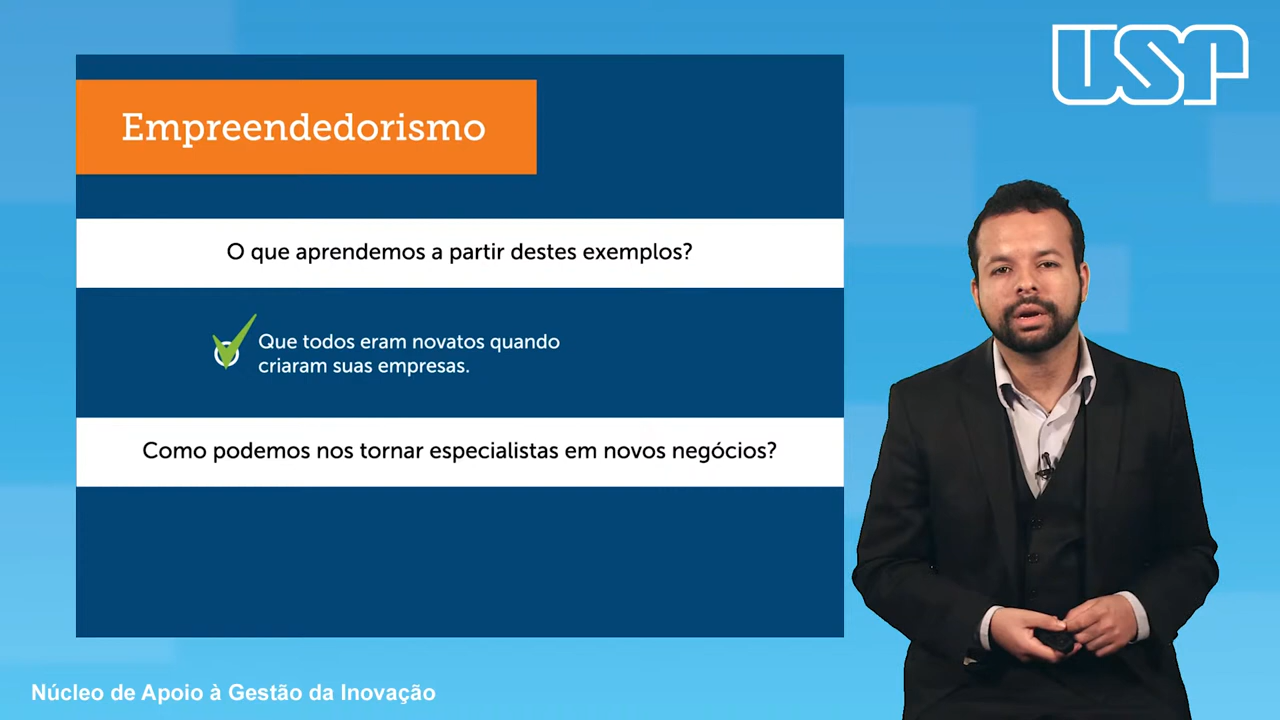 USP
Empreendedorismo
O que aprendemos a partir destes exemplos?
Que todos eram novatos quando
criaram suas empresas.
Como podemos nos tornar especialistas em novos negócios?
Núcleo de Apoio à Gestão da Inovação